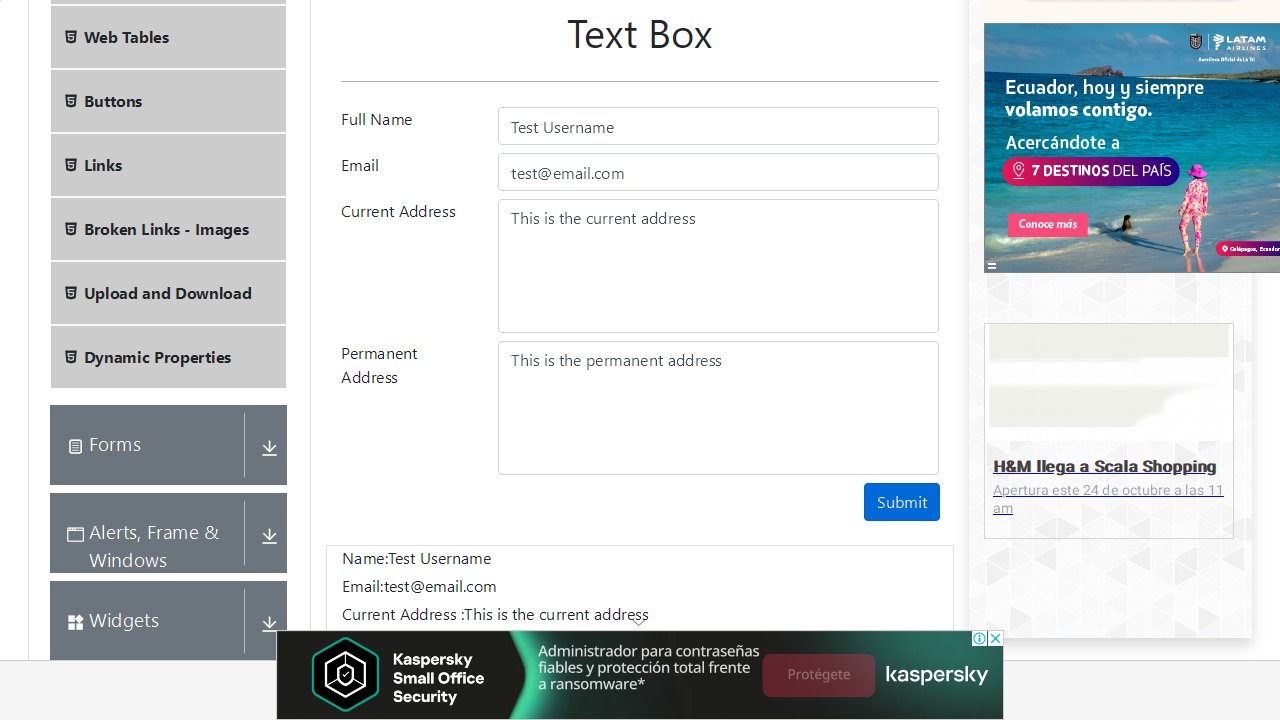 Web Tables
Buttons
Links
Broken Links - Images
Upload and Download
Dynamic Properties
Forms
Alerts, Frame &
Windows
Widgets
Text Box
Full Name
Test Username
Email
test@email.com
Current Address
This is the current address
Permanent
Address
This is the permanent address
Submit
Name:Test Username
Email:test@email.com
Current Address :This is the current address
LATAM
AIRLINES
Aerolínea Oficial de La Tri
Ecuador, hoy y siempre
volamos contigo.
Acercándote a
7 DESTINOS DEL PAÍS
Conoce más
Galápagos, Ecuador
H&M llega a Scala Shopping
Apertura este 24 de octubre a las 11
am
Kaspersky
Small Office
Security
Administrador para contraseñas
fiables y protección total frente
a ransomware*
Protégete
kaspersky